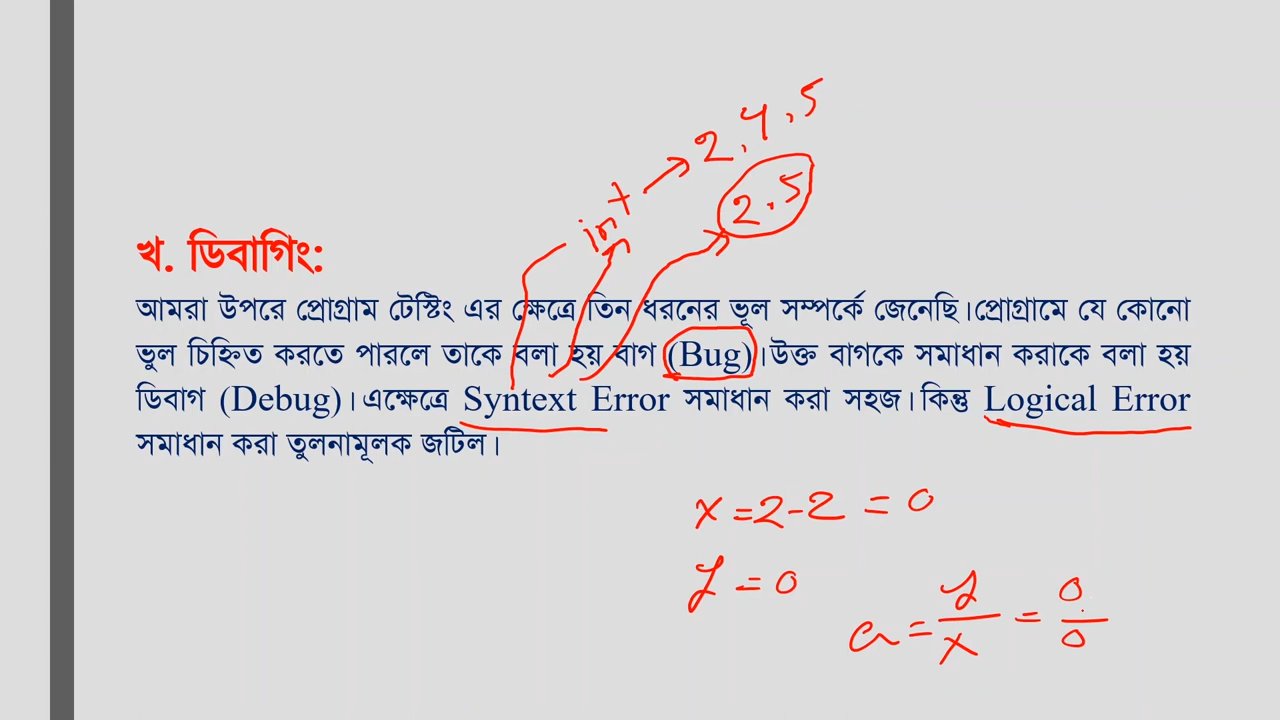 2,4,5
int → 2.5
খ. ডিবাগিং:
আমরা উপরে প্রোগ্রাম টেস্টিং এর ক্ষেত্রে তিন ধরনের ভূল সম্পর্কে জেনেছি। প্রোগ্রামে যে কোনো
ভুল চিহ্নিত করতে পারলে তাকে বলা হয় বাগ (Bug)। উক্ত বাগকে সমাধান করাকে বলা হয়
ডিবাগ (Debug)। এক্ষেত্রে Syntext Error সমাধান করা সহজ। কিন্তু Logical Error
সমাধান করা তুলনামূলক জটিল।
x = 2-2 = 0
y = 0
a = y/x = 0/0